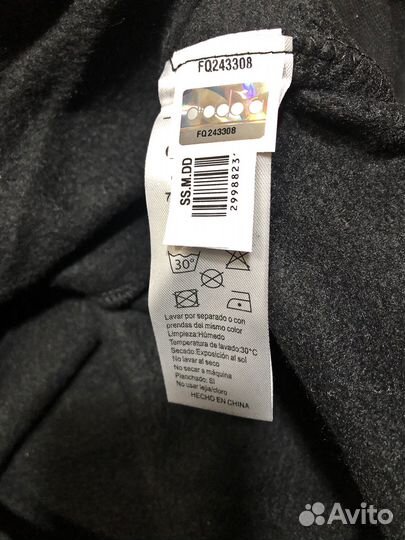 FQ243308
FQ243308
SS.M.DD
2998823
30°
Lavar por separado o con
prendas del mismo color
Limpieza:Húmedo
Temperatura de lavado:30°C
Secado:Exposición al sol
No lavar al seco
No secar a máquina
Planchado: SI
No usar lejía/cloro
HECHO EN CHINA
Avito